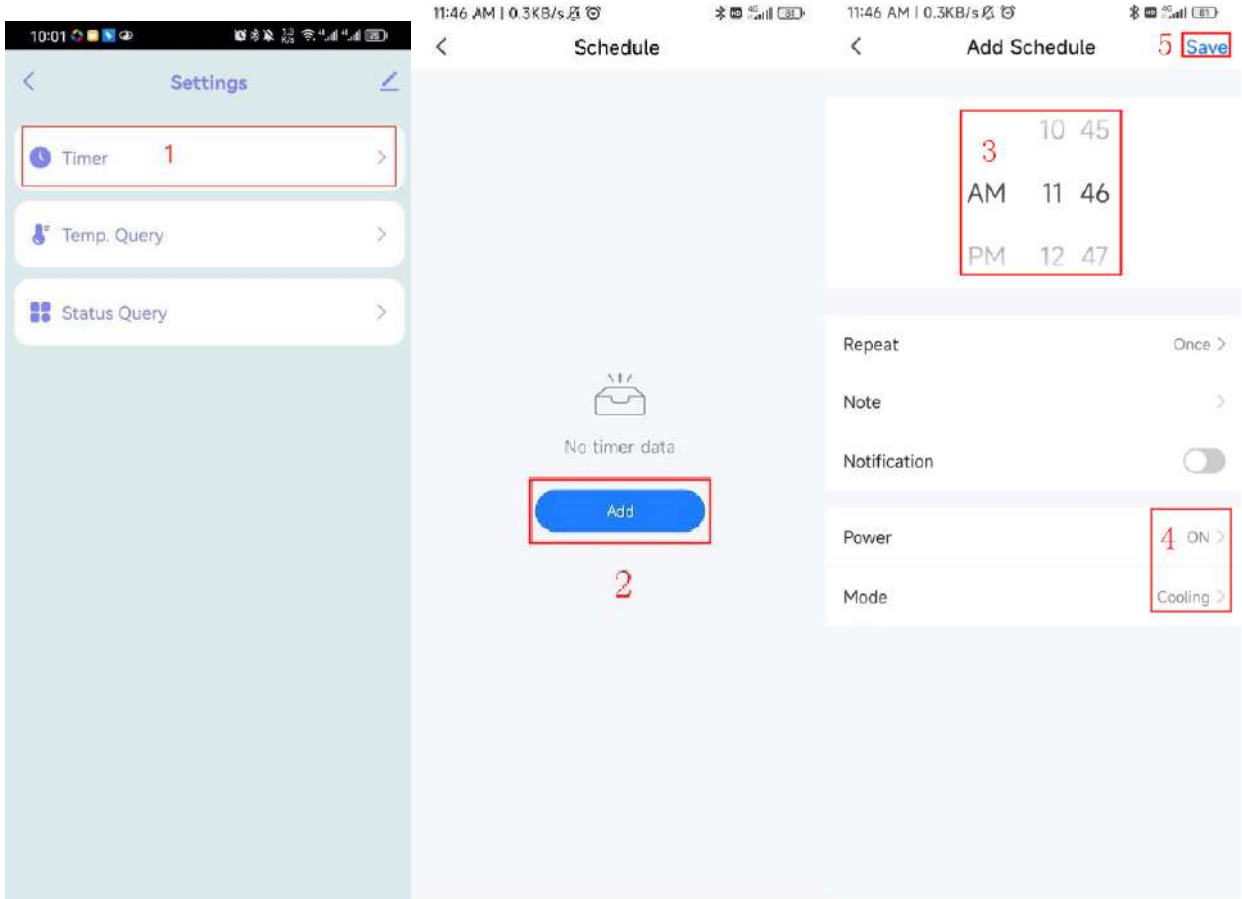 10:01
Settings
Timer 1
Temp. Query
Status Query
11:46 AM | 0.3KB/s
Schedule
No timer data
Add
2
11:46 AM | 0.3KB/s
Add Schedule 5 Save
10 45
3
AM 11 46
PM 12 47
Repeat Once
Note
Notification
Power 4 ON
Mode Cooling